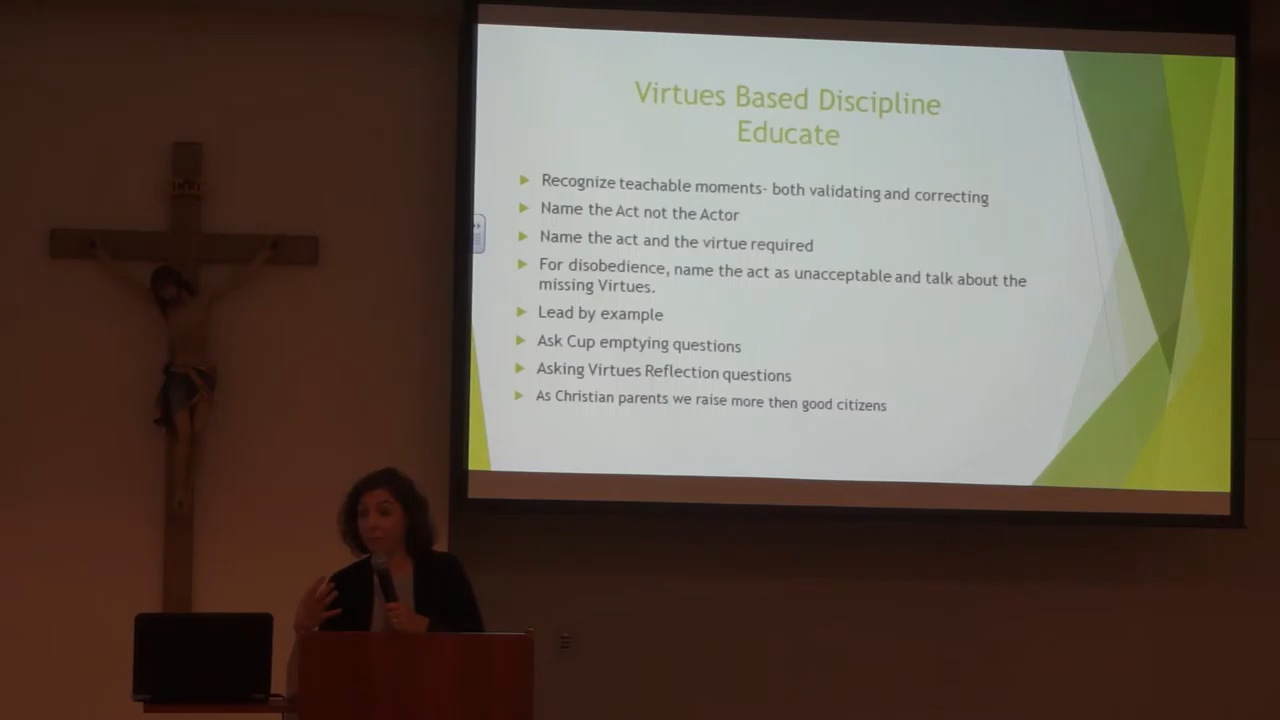 Virtues Based Discipline
Educate
Recognize teachable moments- both validating and correcting
Name the Act not the Actor
Name the act and the virtue required
For disobedience, name the act as unacceptable and talk about the
missing Virtues.
Lead by example
Ask Cup emptying questions
Asking Virtues Reflection questions
As Christian parents we raise more then good citizens